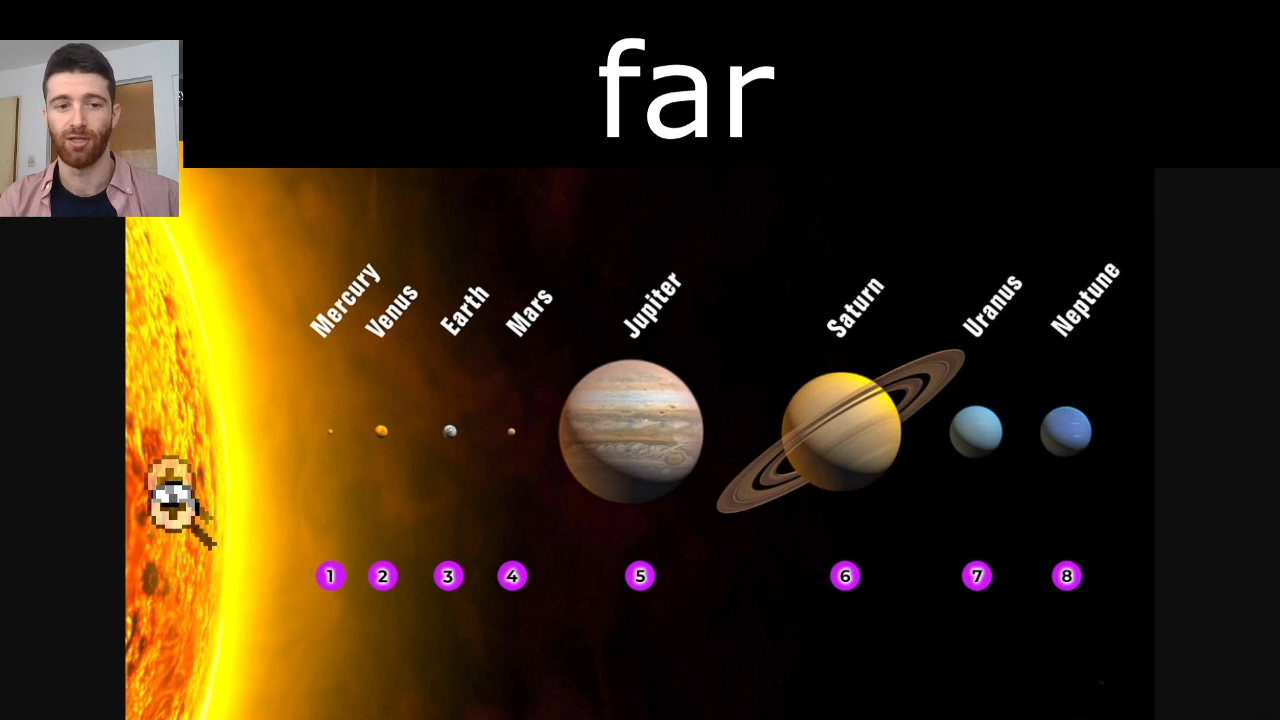 far
Mercury
Venus
Earth
Mars
Jupiter
Saturn
Uranus
Neptune
1 2 3 4 5 6 7 8